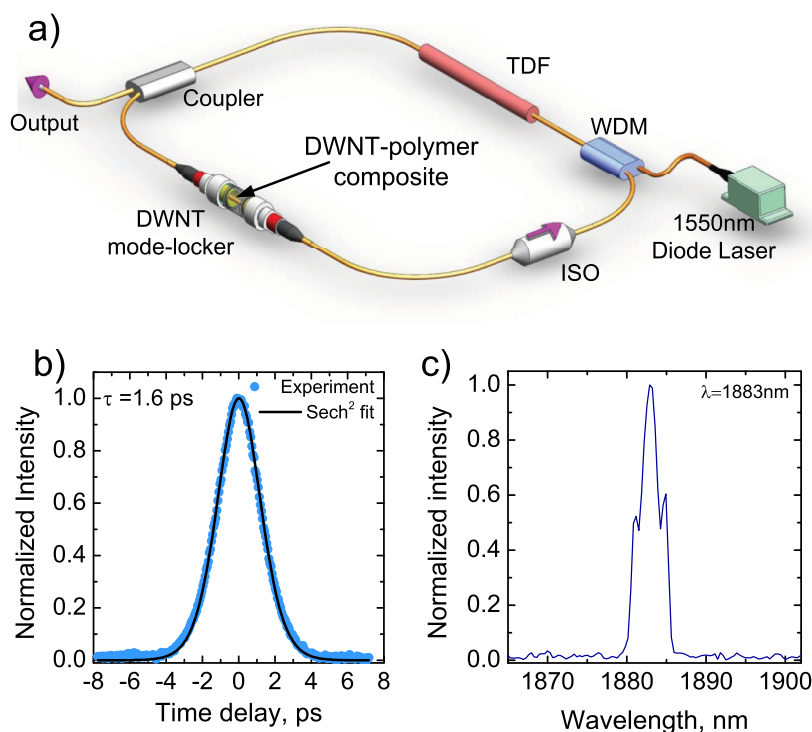 a)
TDF
Coupler
Output
WDM
DWNT-polymer
composite
DWNT
mode-locker
1550nm
Diode Laser
ISO
b)
c)
τ =1.6 ps
Experiment
Sech² fit
λ=1883nm
1.0
0.8
0.6
0.4
0.2
0.0
Normalized Intensity
-8 -6 -4 -2 0 2 4 6 8
Time delay, ps
1.0
0.8
0.6
0.4
0.2
0.0
Normalized intensity
1870 1880 1890 1900
Wavelength, nm